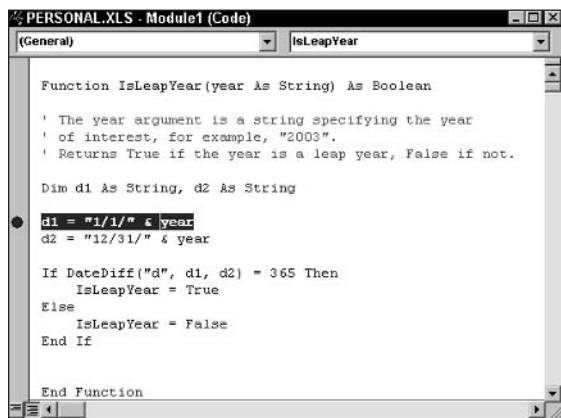 PERSONAL.XLS - Module1 (Code)
(General) IsLeapYear
Function IsLeapYear(year As String) As Boolean
' The year argument is a string specifying the year
' of interest, for example, "2003".
' Returns True if the year is a leap year, False if not.
Dim d1 As String, d2 As String
d1 = "1/1/" & year
d2 = "12/31/" & year
If DateDiff("d", d1, d2) = 365 Then
IsLeapYear = True
Else
IsLeapYear = False
End If
End Function